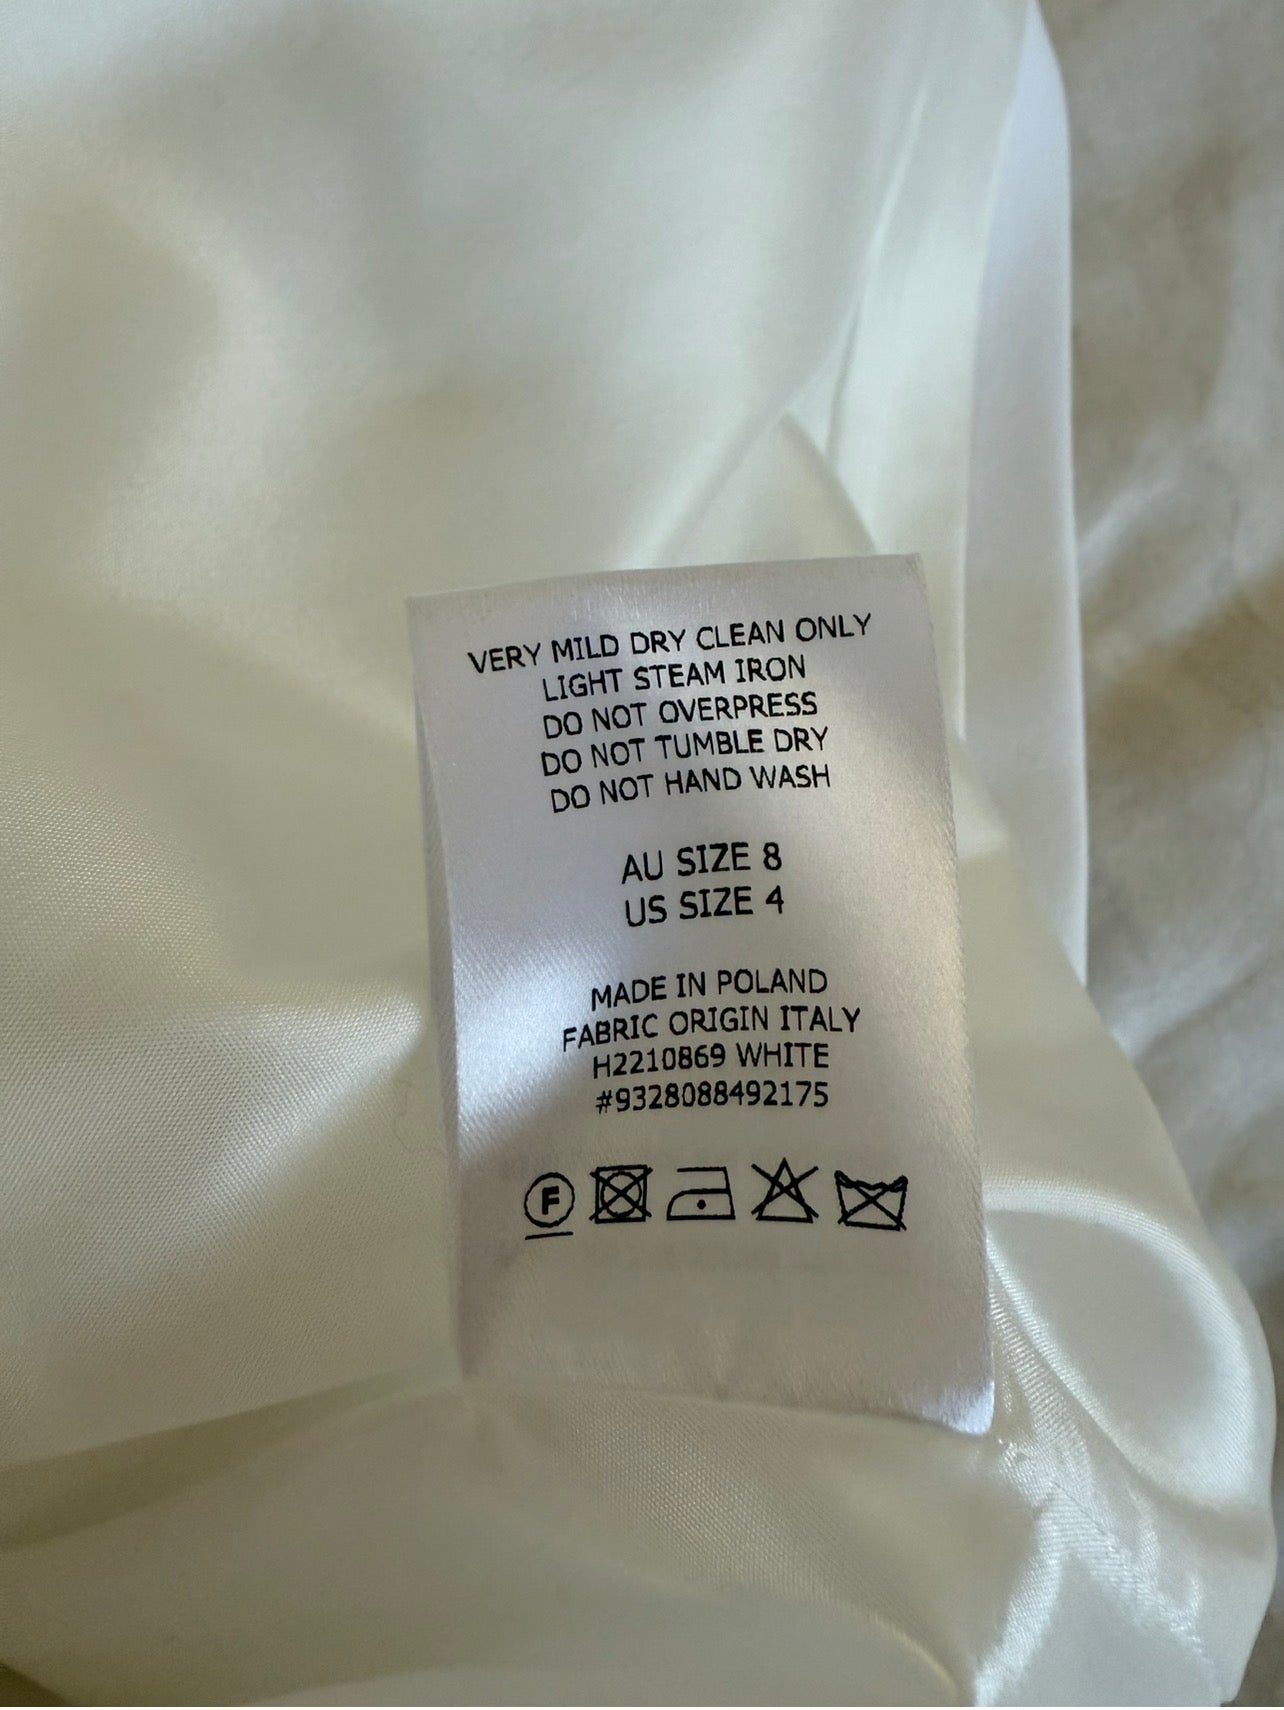 VERY MILD DRY CLEAN ONLY
LIGHT STEAM IRON
DO NOT OVERPRESS
DO NOT TUMBLE DRY
DO NOT HAND WASH
AU SIZE 8
US SIZE 4
MADE IN POLAND
FABRIC ORIGIN ITALY
H2210869 WHITE
#9328088492175
F